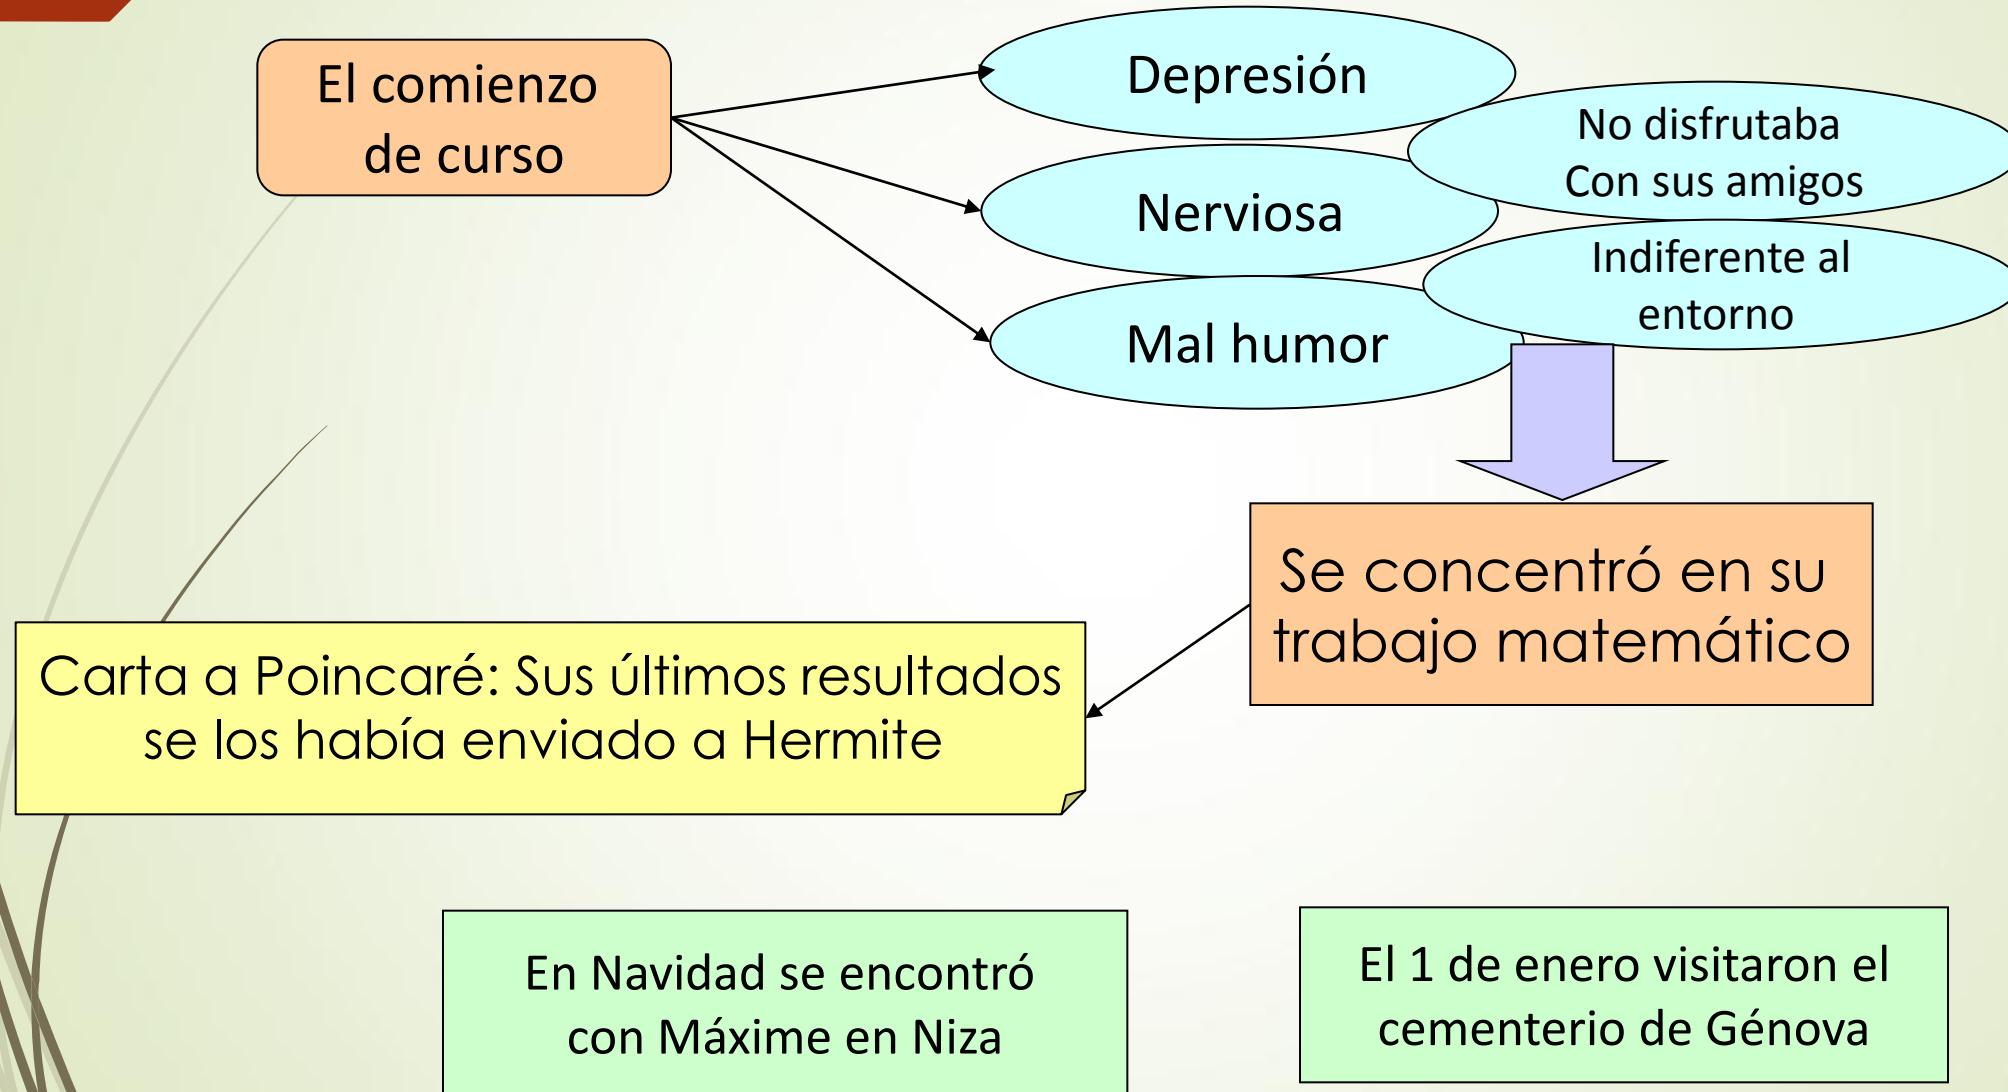 El comienzo
de curso
Depresión
Nerviosa
Mal humor
No disfrutaba
Con sus amigos
Indiferente al
entorno
Se concentró en su
trabajo matemático
Carta a Poincaré: Sus últimos resultados
se los había enviado a Hermite
En Navidad se encontró
con Máxime en Niza
El 1 de enero visitaron el
cementerio de Génova